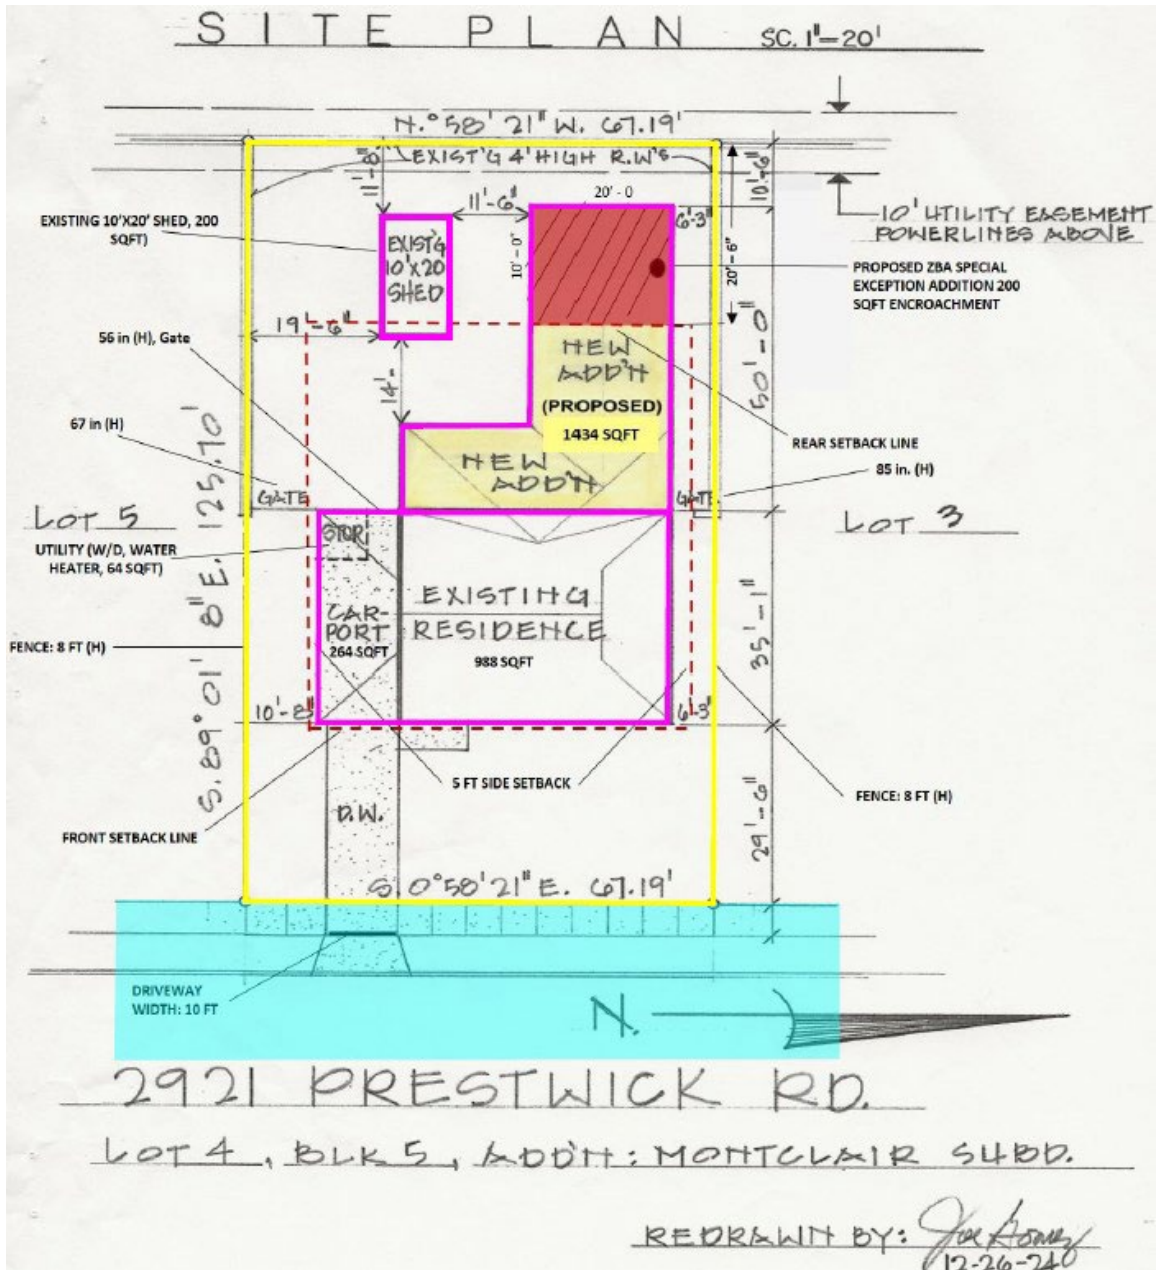 SITE PLAN SC. 1"-20'
N.°58'21" W. 67.19'
EXIST'G 4' HIGH R.W'S
11'-8"
10'-6"
11'-6"
20' - 0
6'-3"
10'UTILITY EASEMENT
POWERLINES ABOVE
EXISTING 10'X20' SHED, 200
SQFT)
EXIST'G
10'X20
SHED
10' - 0"
20' - 6"
PROPOSED ZBA SPECIAL
EXCEPTION ADDITION 200
SQFT ENCROACHMENT
19'-6"
56 in (H), Gate
NEW
ADD'N
(PROPOSED)
1434 SQFT
14'-
50'-0"
67 in (H)
REAR SETBACK LINE
NEW
ADD'N
85 in. (H)
GATE
GATE
LOT 5
LOT 3
S. 89°01' 8" E. 125.70'
STOR
UTILITY (W/D, WATER
HEATER, 64 SQFT)
EXISTING
RESIDENCE
988 SQFT
CAR-
PORT
264 SQFT
35'-1"
FENCE: 8 FT (H)
10'-8"
6'-3"
5 FT SIDE SETBACK
FENCE: 8 FT (H)
D.W.
FRONT SETBACK LINE
29'-6"
S. 0°58'21" E. 67.19'
DRIVEWAY
WIDTH: 10 FT
N.
2921 PRESTWICK RD.
LOT 4, BLK 5, ADD'N: MONTCLAIR SUBD.
REDRAWN BY: Joe Gomez
12-26-24